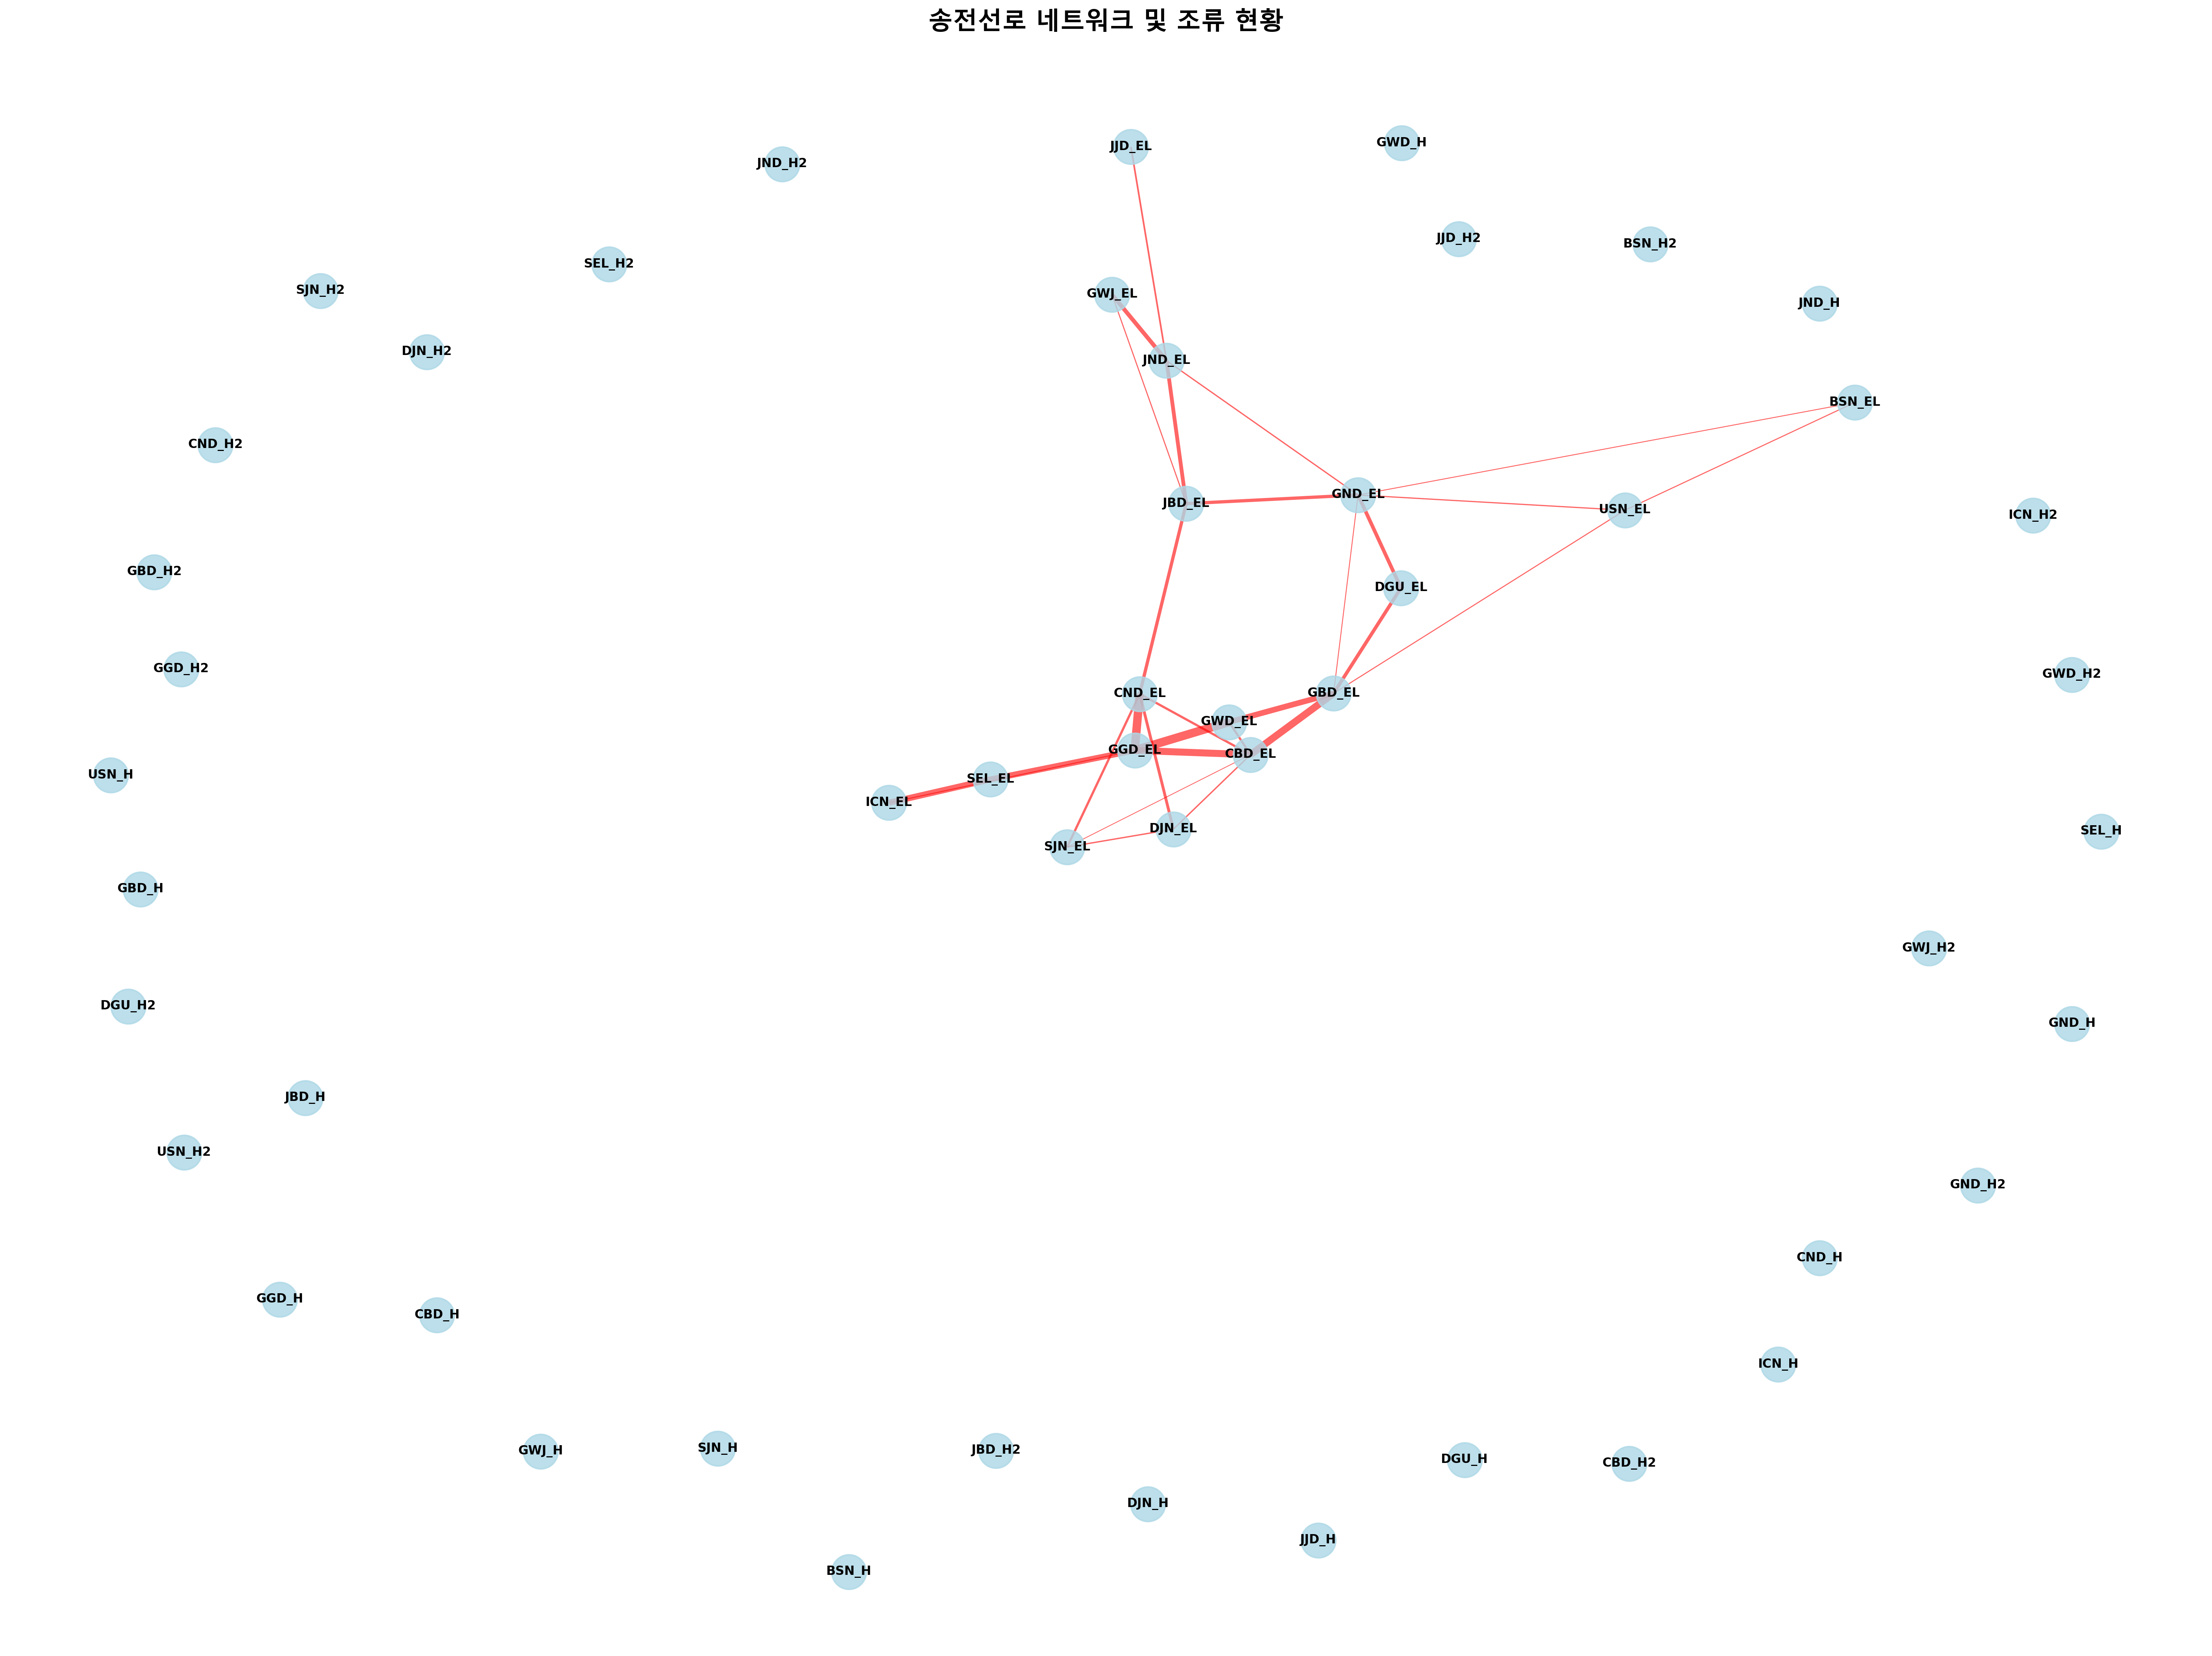 송전선로 네트워크 및 조류 현황
GWD_H
JJD_EL
JND_H2
JJD_H2
BSN_H2
SEL_H2
SJN_H2
GWJ_EL
JND_H
DJN_H2
JND_EL
BSN_EL
CND_H2
GND_EL
JBD_EL
USN_EL
ICN_H2
GBD_H2
DGU_EL
GGD_H2
GWD_H2
CND_EL
GBD_EL
GWD_EL
GGD_EL
CBD_EL
USN_H
SEL_EL
ICN_EL
DJN_EL
SEL_H
SJN_EL
GBD_H
GWJ_H2
DGU_H2
GND_H
JBD_H
USN_H2
GND_H2
CND_H
GGD_H
CBD_H
ICN_H
SJN_H
GWJ_H
JBD_H2
DGU_H
CBD_H2
DJN_H
JJD_H
BSN_H